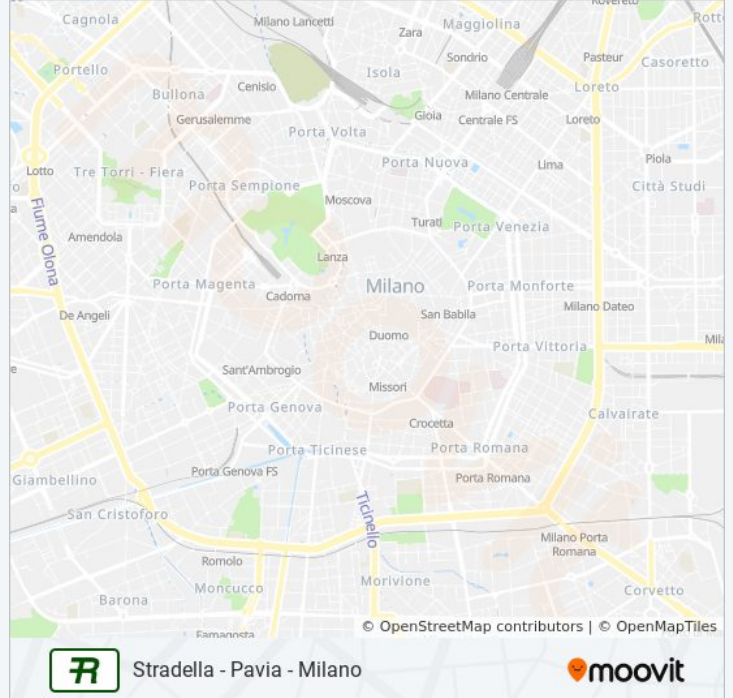 Rovereto
Cagnola
Milano Lancetti
Maggiolina
Rott
Zara
Sondrio
Pasteur
Casoretto
Portello
Isola
Bullona
Cenisio
Milano Centrale
Loreto
Gerusalemme
Gioia
Centrale FS
Loreto
Porta Volta
Lotto
Tre Torri - Fiera
Porta Nuova
Lima
Piola
Porta Sempione
Città Studi
o
Moscova
a
Fiume Olona
Turati
Porta Venezia
Amendola
Lanza
Porta Magenta
Cadorna
Milano
Porta Monforte
De Angeli
San Babila
Milano Dateo
Duomo
Porta Vittoria
Mila
e
Sant'Ambrogio
Missori
Porta Genova
Crocetta
Calvairate
Porta Ticinese
Porta Romana
Giambellino
Porta Genova FS
Porta Romana
San Cristoforo
Ticinello
Milano Porta
Romana
Romolo
Morivione
Moncucco
Corvetto
Barona
Famagosta
© OpenStreetMap contributors | © OpenMapTiles
R
Stradella - Pavia - Milano
moovit